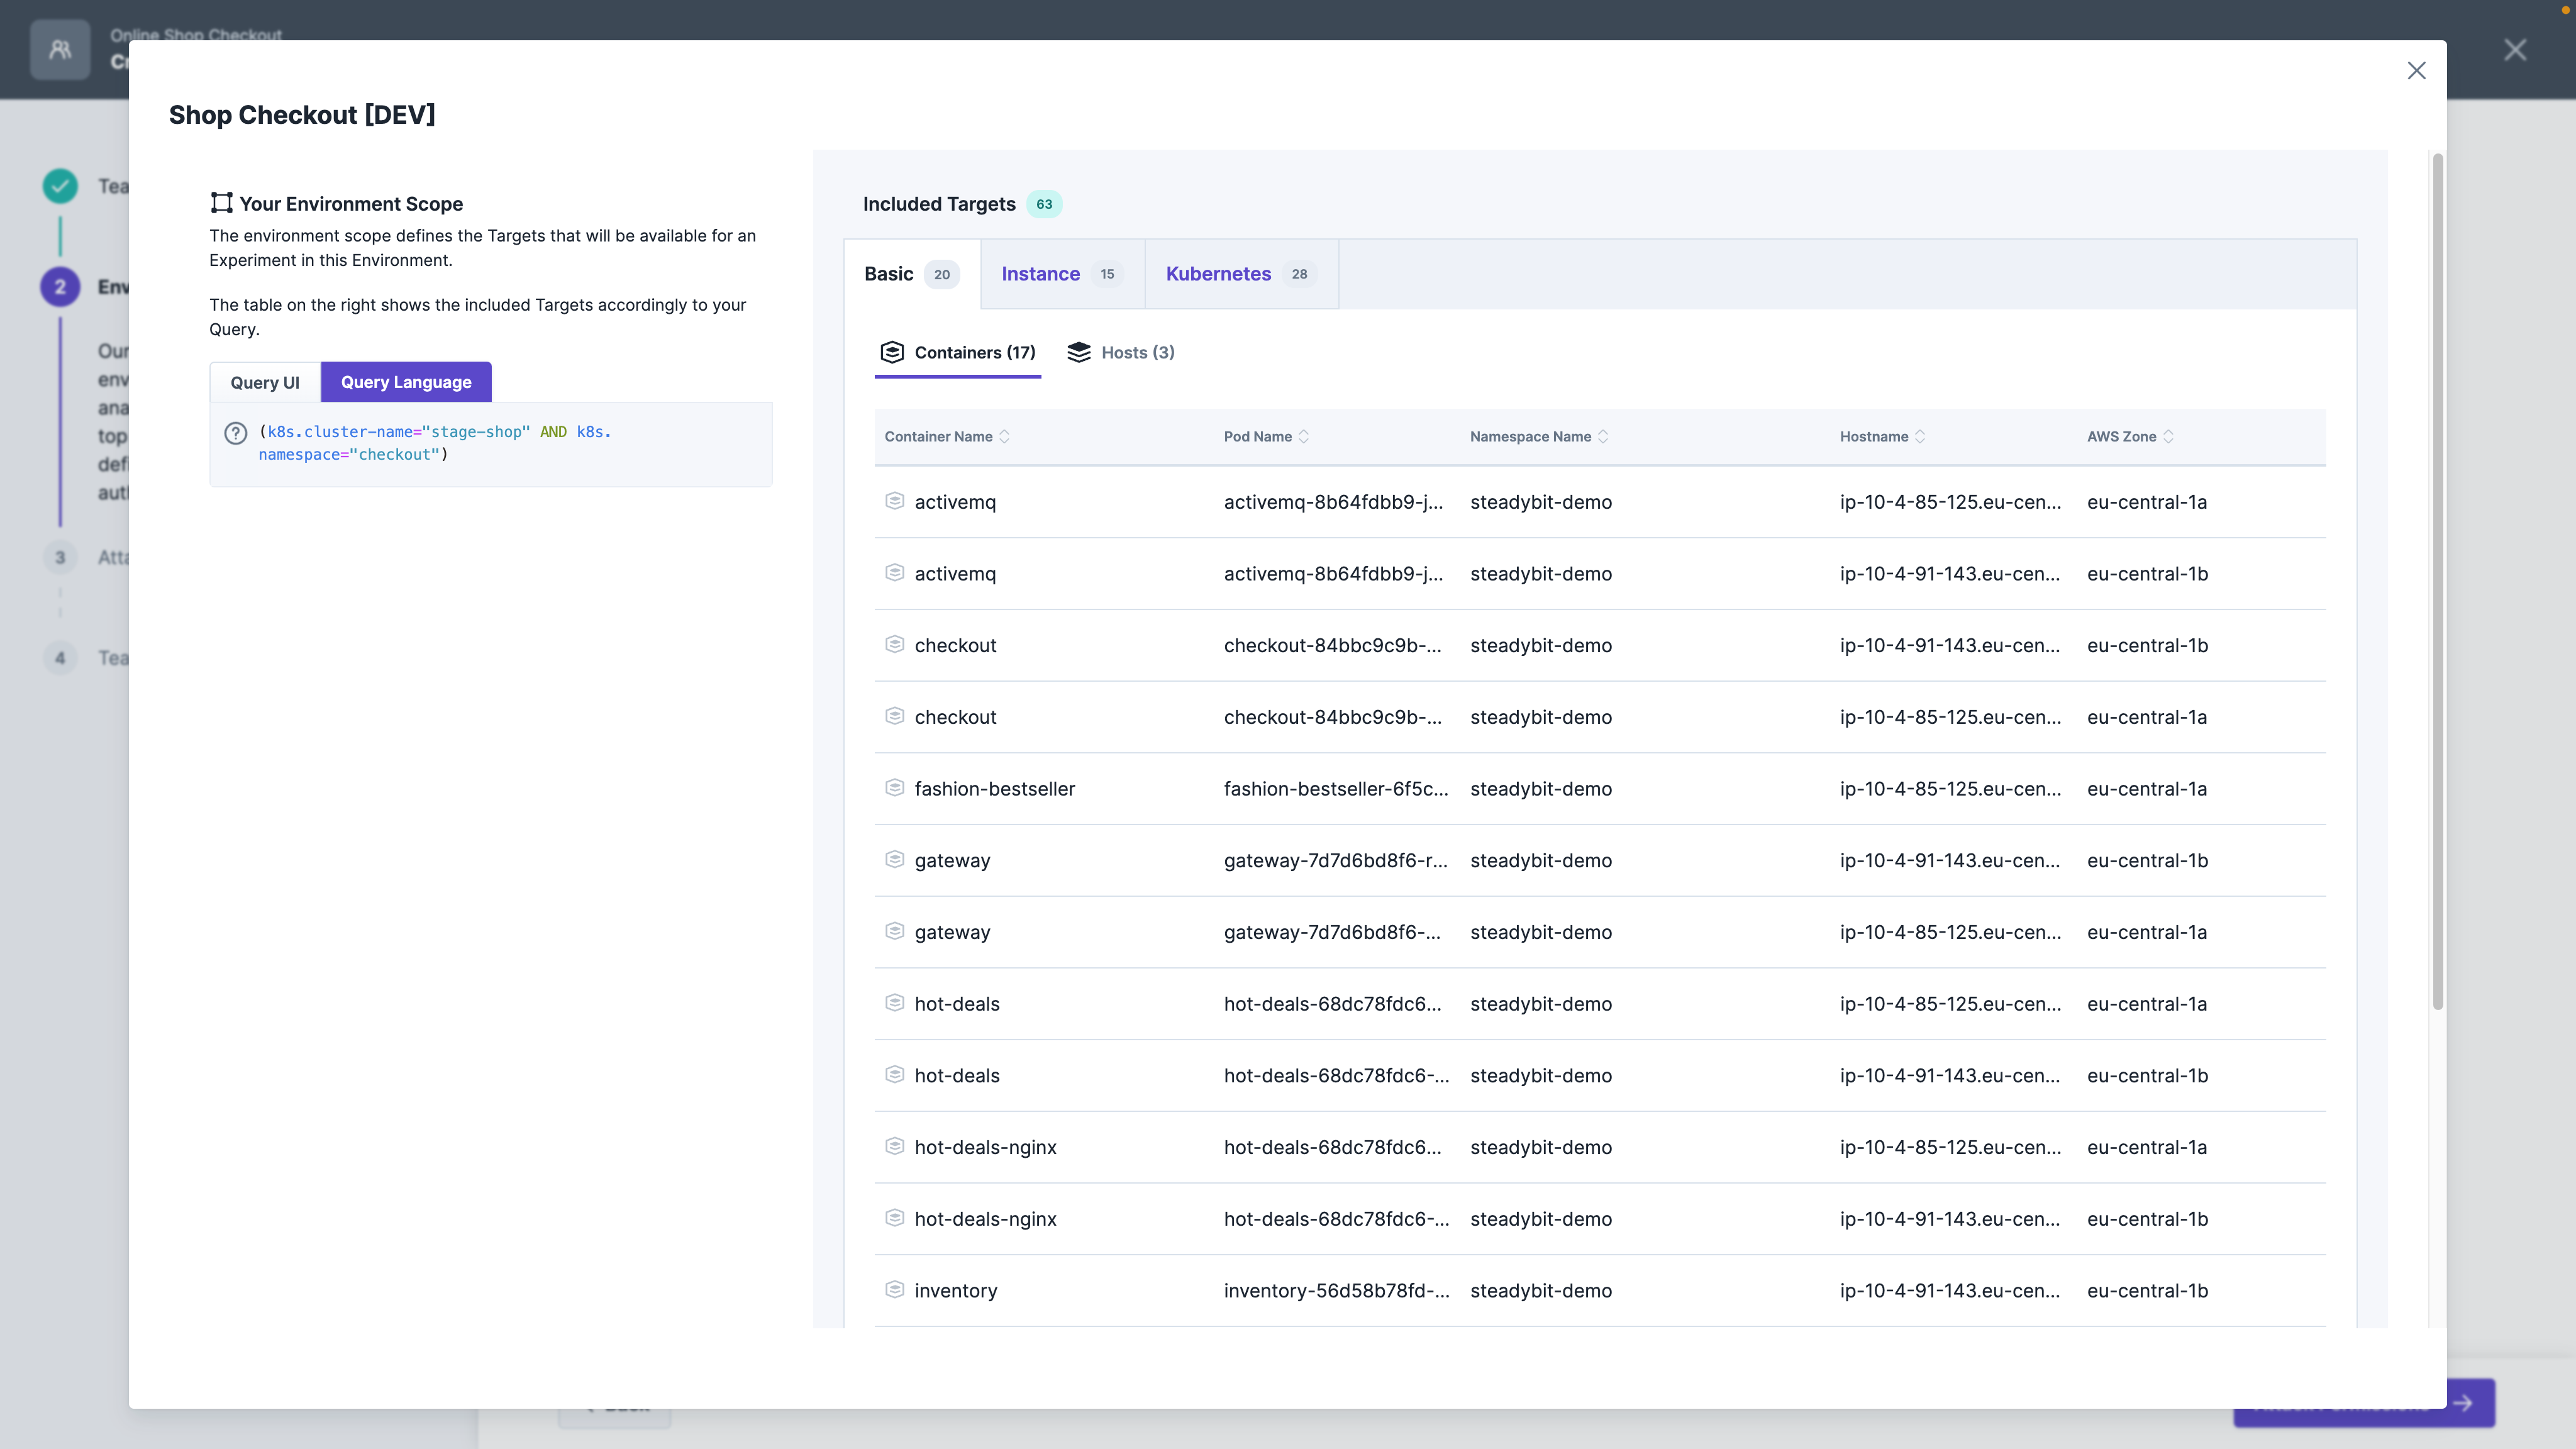 Online Shop Checkout
Shop Checkout [DEV]
Your Environment Scope
The environment scope defines the Targets that will be available for an
Experiment in this Environment.
The table on the right shows the included Targets accordingly to your
Query.
Query UI Query Language
(k8s.cluster-name="stage-shop" AND k8s.
namespace="checkout")
2
3
4
Included Targets 63
Basic 20 Instance 15 Kubernetes 28
Containers (17) Hosts (3)
Container Name Pod Name Namespace Name Hostname AWS Zone
activemq activemq-8b64fdbb9-j... steadybit-demo ip-10-4-85-125.eu-cen... eu-central-1a
activemq activemq-8b64fdbb9-j... steadybit-demo ip-10-4-91-143.eu-cen... eu-central-1b
checkout checkout-84bbc9c9b-... steadybit-demo ip-10-4-91-143.eu-cen... eu-central-1b
checkout checkout-84bbc9c9b-... steadybit-demo ip-10-4-85-125.eu-cen... eu-central-1a
fashion-bestseller fashion-bestseller-6f5c... steadybit-demo ip-10-4-85-125.eu-cen... eu-central-1a
gateway gateway-7d7d6bd8f6-r... steadybit-demo ip-10-4-91-143.eu-cen... eu-central-1b
gateway gateway-7d7d6bd8f6-... steadybit-demo ip-10-4-85-125.eu-cen... eu-central-1a
hot-deals hot-deals-68dc78fdc6... steadybit-demo ip-10-4-85-125.eu-cen... eu-central-1a
hot-deals hot-deals-68dc78fdc6-... steadybit-demo ip-10-4-91-143.eu-cen... eu-central-1b
hot-deals-nginx hot-deals-68dc78fdc6... steadybit-demo ip-10-4-85-125.eu-cen... eu-central-1a
hot-deals-nginx hot-deals-68dc78fdc6-... steadybit-demo ip-10-4-91-143.eu-cen... eu-central-1b
inventory inventory-56d58b78fd-... steadybit-demo ip-10-4-91-143.eu-cen... eu-central-1b